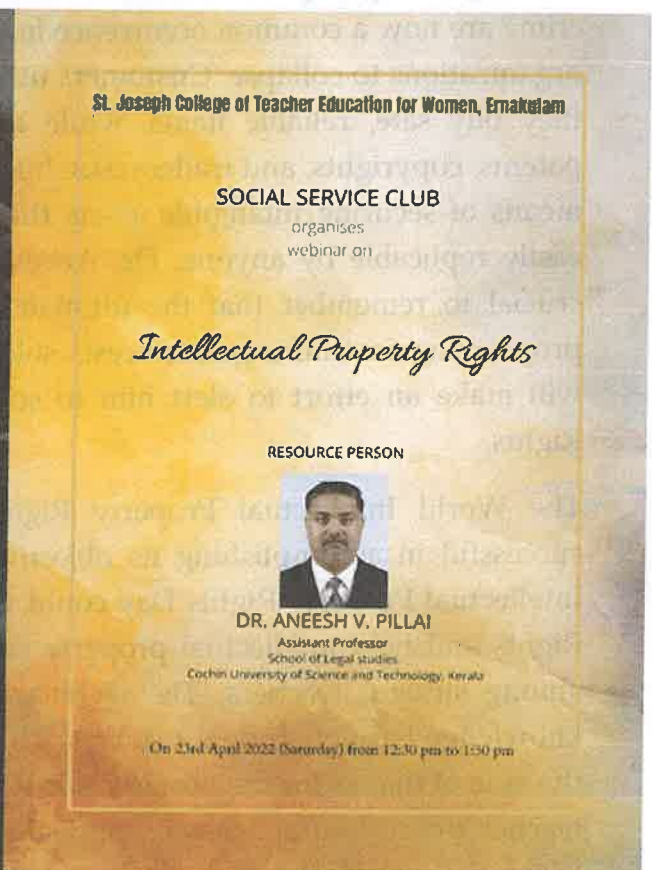 St. Joseph College of Teacher Education for Women, Ernakulam
SOCIAL SERVICE CLUB
organises
webinar on
Intellectual Property Rights
RESOURCE PERSON
DR. ANEESH V. PILLAI
Assistant Professor
School of Legal studies
Cochin University of Science and Technology, Kerala
On 23rd April 2022 (Saturday) from 12:30 pm to 1:30 pm